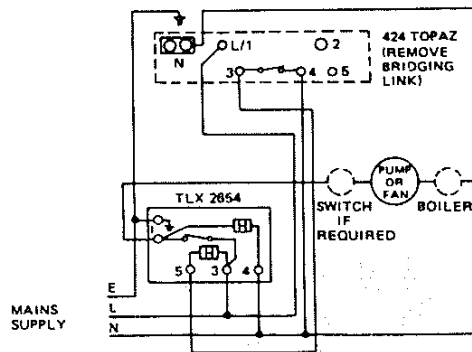 L/1
2
N
3
4
5
424 TOPAZ
(REMOVE
BRIDGING
LINK)
TLX 2654
PUMP
OR
FAN
SWITCH
IF
REQUIRED
BOILER
5
3
4
E
L
N
MAINS
SUPPLY